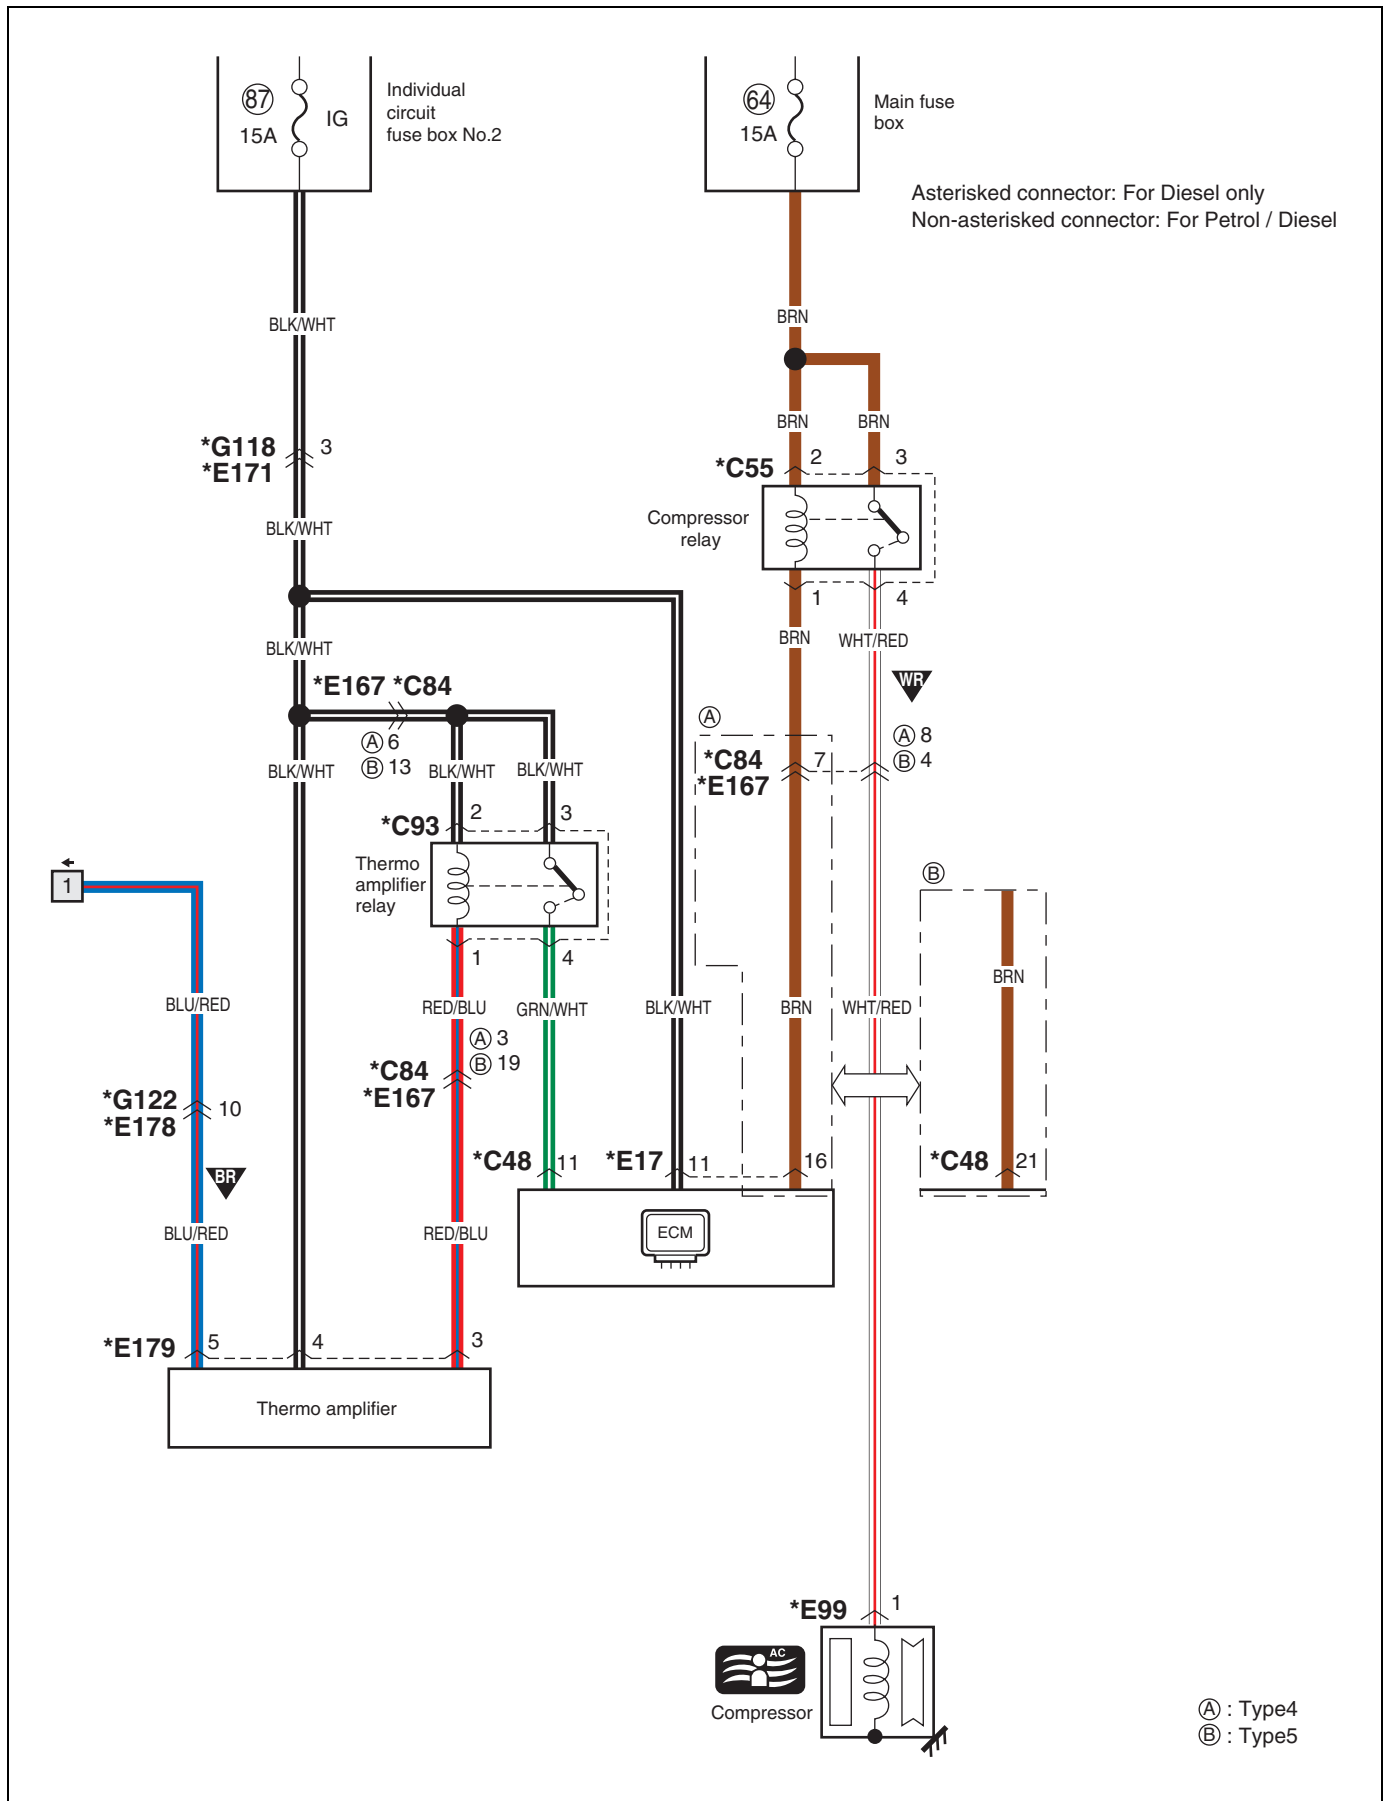 87
15A
IG
Individual
circuit
fuse box No.2
64
15A
Main fuse
box
Asterisked connector: For Diesel only
Non-asterisked connector: For Petrol / Diesel
BLK/WHT
BRN
*G118
*E171
3
BRN
BRN
*C55
2
3
BLK/WHT
Compressor
relay
1
4
BLK/WHT
BRN
WHT/RED
WR
*E167 *C84
A 6
B 13
A
A 8
B 4
*C84
*E167
7
BLK/WHT
BLK/WHT
BLK/WHT
*C93
2
3
Thermo
amplifier
relay
1
B
1
4
BRN
BLU/RED
RED/BLU
GRN/WHT
BLK/WHT
BRN
WHT/RED
A 3
B 19
*C84
*E167
*G122
*E178
10
BR
*C48
11
*E17
11
16
*C48
21
BLU/RED
RED/BLU
ECM
*E179
5
4
3
Thermo amplifier
*E99
1
AC
Compressor
A : Type4
B : Type5